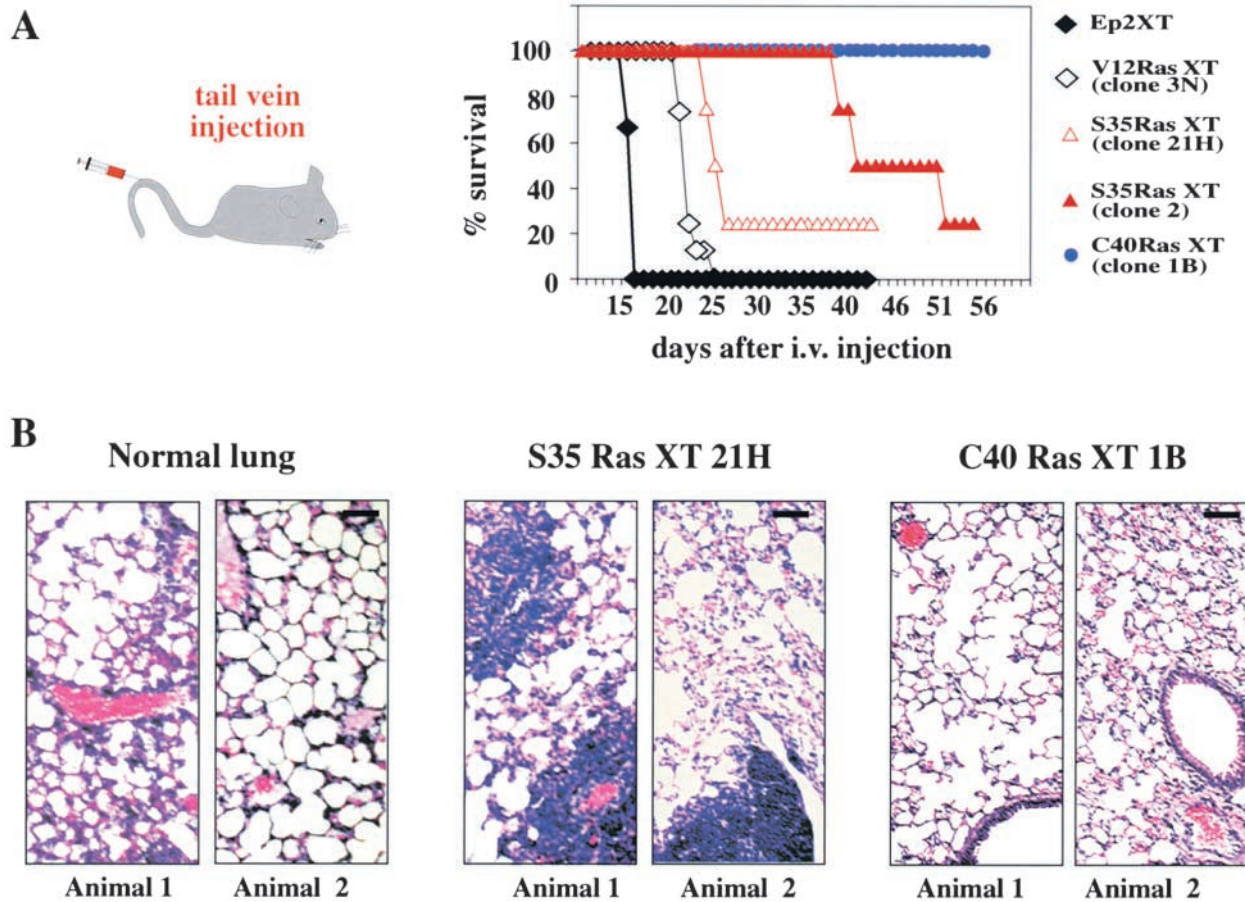 A
tail vein
injection
% survival
100
80
60
40
20
0
15
20
25
30
35
40
46
51
56
days after i.v. injection
Ep2XT
V12Ras XT
(clone 3N)
S35Ras XT
(clone 21H)
S35Ras XT
(clone 2)
C40Ras XT
(clone 1B)
B
Normal lung
S35 Ras XT 21H
C40 Ras XT 1B
Animal 1
Animal 2
Animal 1
Animal 2
Animal 1
Animal 2